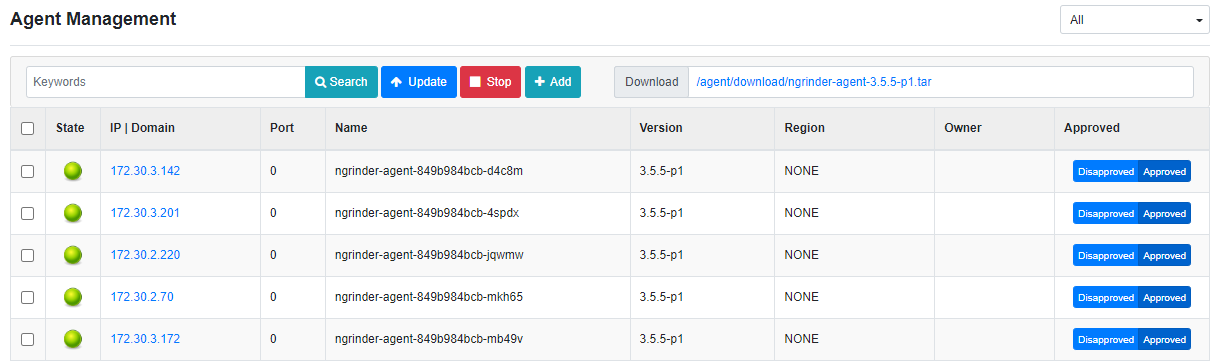 Agent Management
All
Keywords Search Update Stop Add Download /agent/download/ngrinder-agent-3.5.5-p1.tar
State IP | Domain Port Name Version Region Owner Approved
172.30.3.142 0 ngrinder-agent-849b984bcb-d4c8m 3.5.5-p1 NONE Disapproved Approved
172.30.3.201 0 ngrinder-agent-849b984bcb-4spdx 3.5.5-p1 NONE Disapproved Approved
172.30.2.220 0 ngrinder-agent-849b984bcb-jqwmw 3.5.5-p1 NONE Disapproved Approved
172.30.2.70 0 ngrinder-agent-849b984bcb-mkh65 3.5.5-p1 NONE Disapproved Approved
172.30.3.172 0 ngrinder-agent-849b984bcb-mb49v 3.5.5-p1 NONE Disapproved Approved